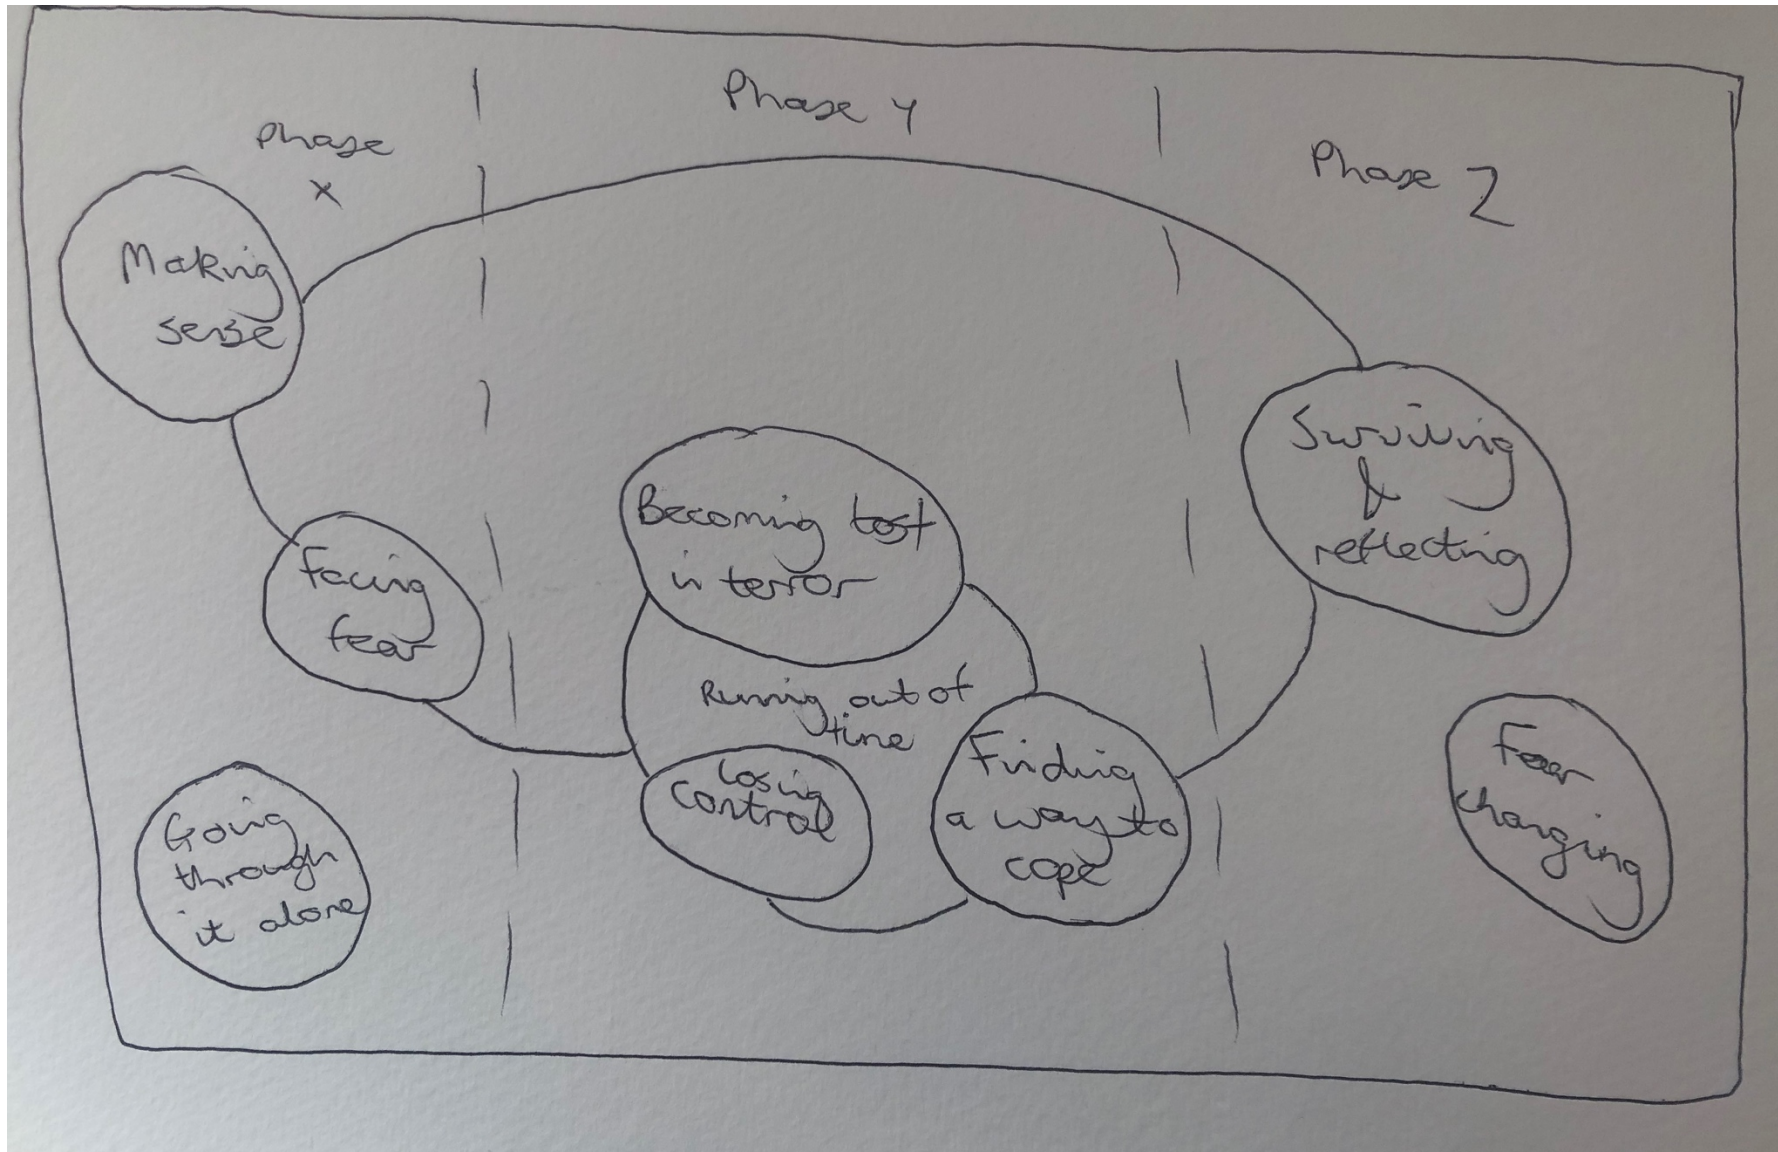 Phase
X
Phase Y
Phase Z
Making
sense
Facing
fear
Going
through
it alone
Becoming lost
in terror
Running out of
time
Losing
control
Finding
a way to
cope
Surviving
&
reflecting
Fear
changing